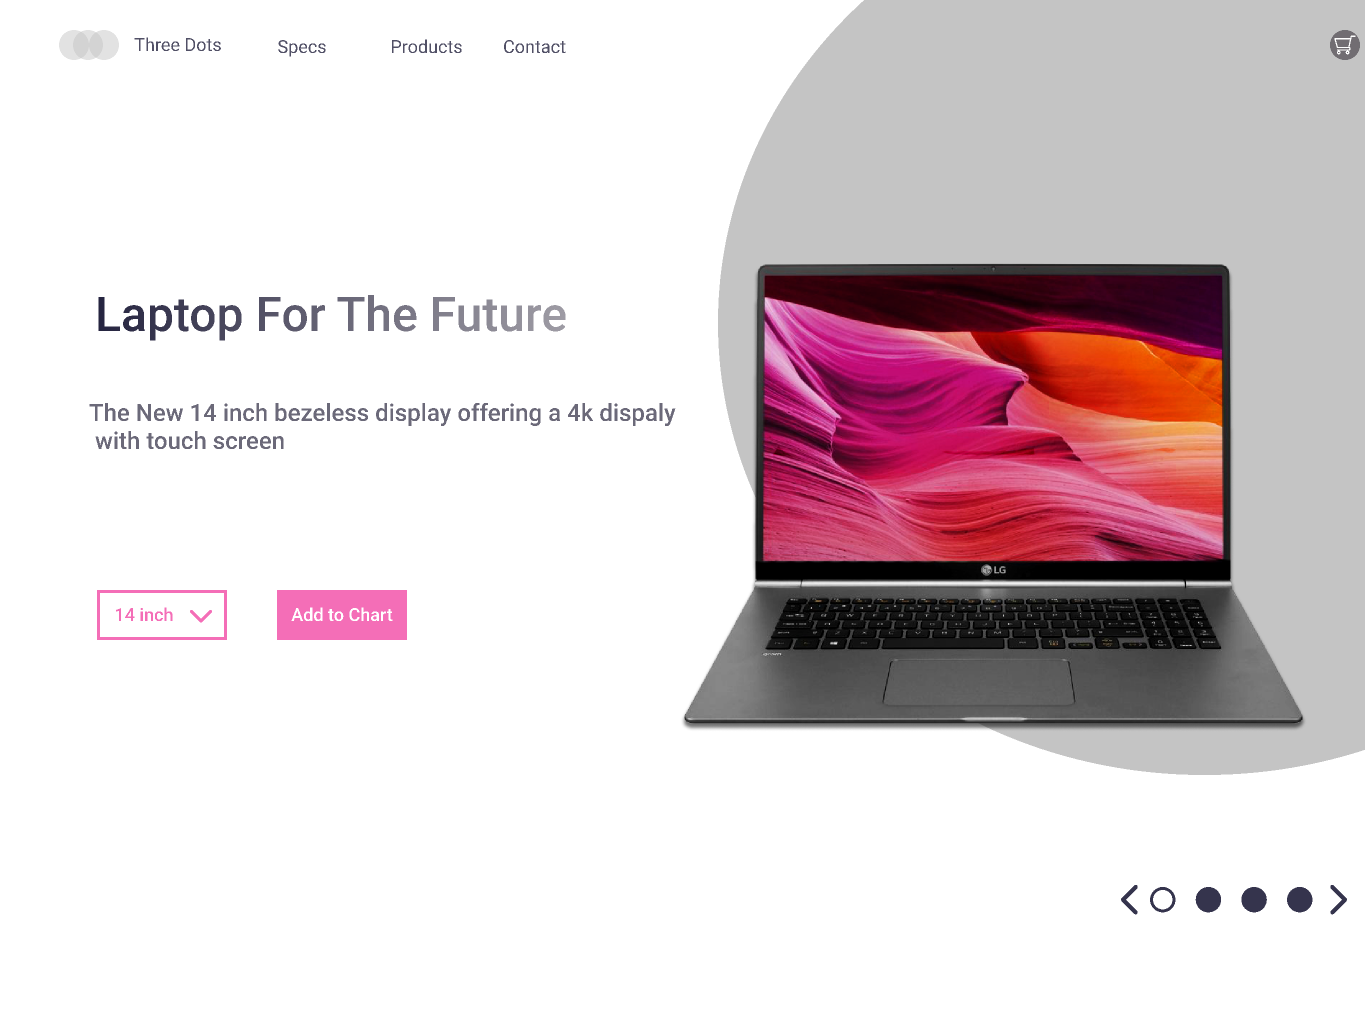 Three Dots
Specs
Products
Contact
Laptop For The Future
The New 14 inch bezeless display offering a 4k dispaly
with touch screen
14 inch
Add to Chart
LG
gram